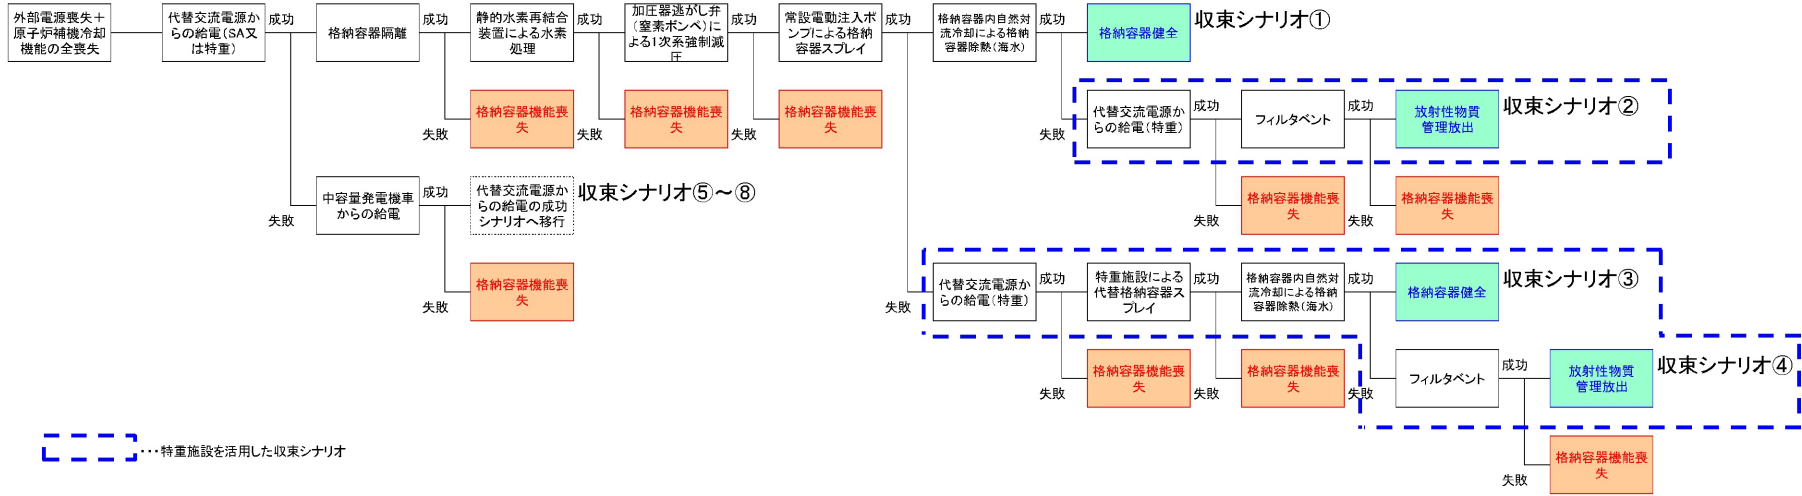 外部電源喪失＋
原子炉補機冷却
機能の全喪失
代替交流電源か
らの給電（SA又
は特重）
成功
格納容器隔離
成功
静的水素再結合
装置による水素
処理
成功
加圧器逃がし弁
（窒素ボンベ）に
よる1次系強制減
圧
成功
常設電動注入ポ
ンプによる格納
容器スプレイ
成功
格納容器内自然対
流冷却による格納
容器除熱（海水）
成功
格納容器健全
収束シナリオ①
失敗
格納容器機能喪
失
失敗
格納容器機能喪
失
失敗
格納容器機能喪
失
失敗
代替交流電源か
らの給電（特重）
成功
フィルタベント
成功
放射性物質
管理放出
収束シナリオ②
失敗
中容量発電機車
からの給電
成功
代替交流電源か
らの給電の成功
シナリオへ移行
収束シナリオ⑤～⑧
格納容器機能喪
失
失敗
格納容器機能喪
失
失敗
格納容器機能喪
失
失敗
代替交流電源か
らの給電（特重）
成功
特重施設による
代替格納容器ス
プレイ
成功
格納容器内自然対
流冷却による格納
容器除熱（海水）
成功
格納容器健全
収束シナリオ③
失敗
格納容器機能喪
失
失敗
格納容器機能喪
失
失敗
フィルタベント
成功
放射性物質
管理放出
収束シナリオ④
失敗
格納容器機能喪
失
・・・特重施設を活用した収束シナリオ